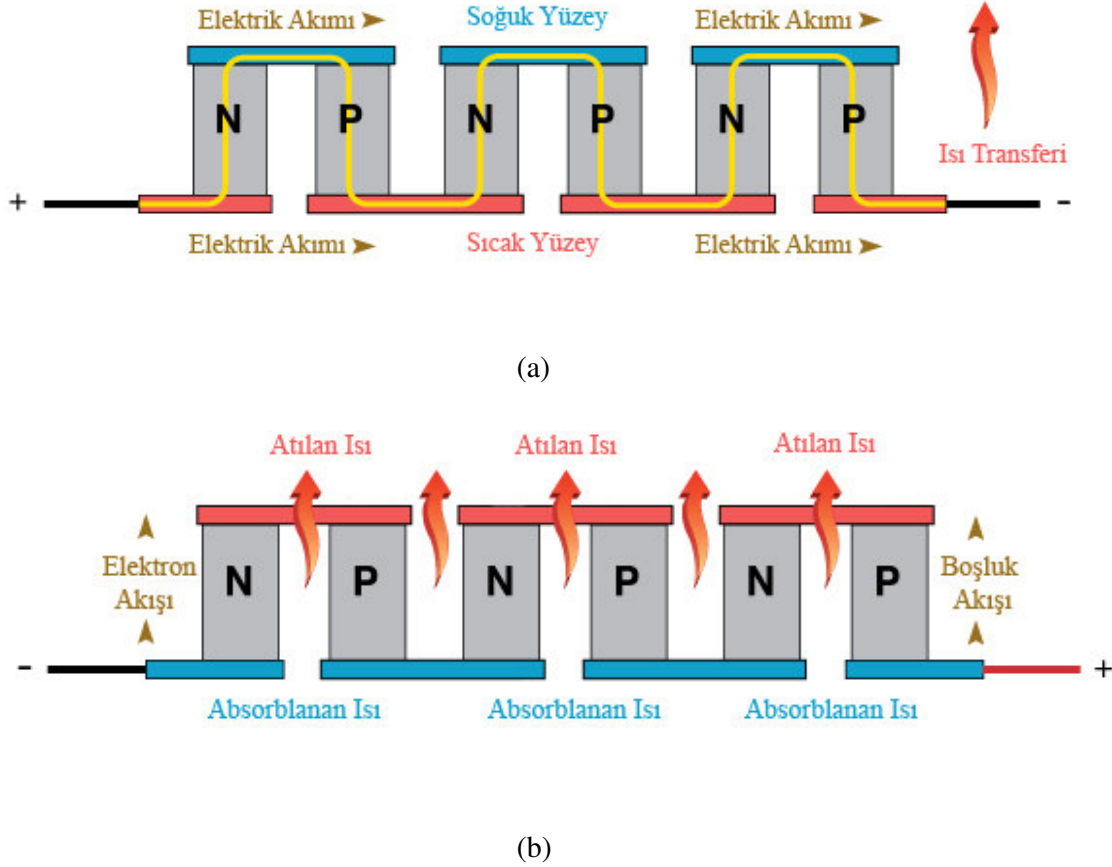 Elektrik Akımı ➤ Soğuk Yüzey Elektrik Akımı ➤
N P N P N P
Isı Transferi
+ -
Elektrik Akımı ➤ Sıcak Yüzey Elektrik Akımı ➤
(a)
Atılan Isı Atılan Isı Atılan Isı
Elektron
Akışı
N P N P N P
Boşluk
Akışı
- +
Absorblanan Isı Absorblanan Isı Absorblanan Isı
(b)